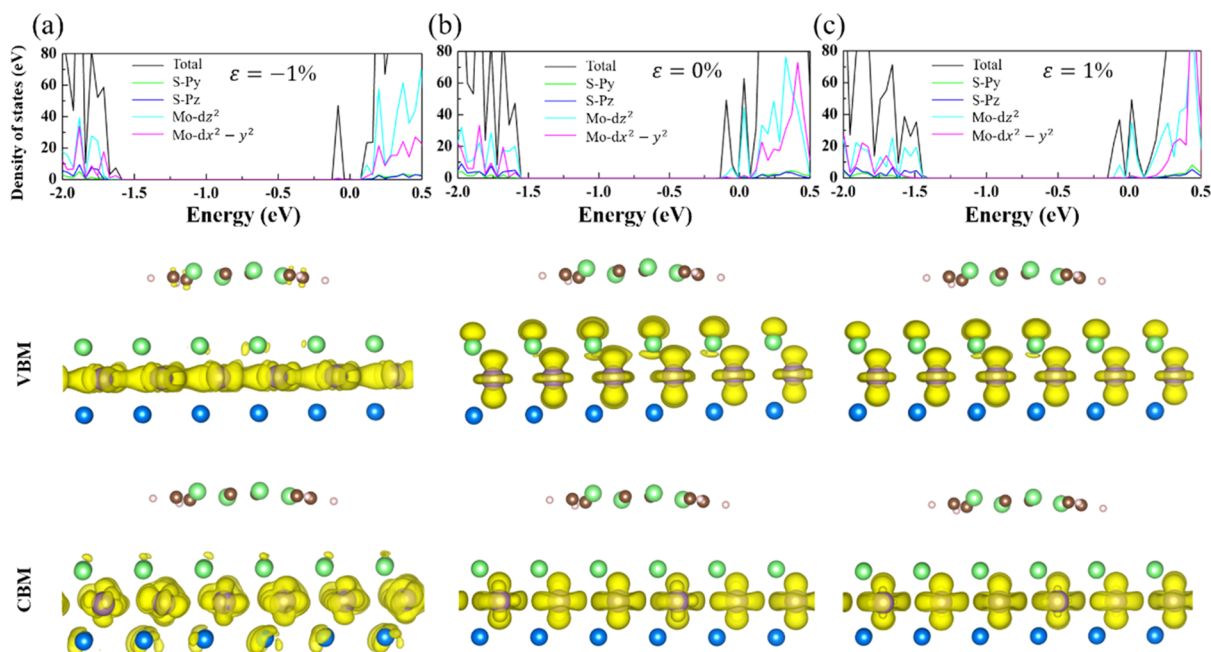 (a) (b) (c)
Density of states (eV)
80
60
40
20
0
Total
S-Py
S-Pz
Mo-dz²
Mo-dx² − y²
ε = −1%
-2.0 -1.5 -1.0 -0.5 0.0 0.5
Energy (eV)
80
60
40
20
0
Total
S-Py
S-Pz
Mo-dz²
Mo-dx² − y²
ε = 0%
-2.0 -1.5 -1.0 -0.5 0.0 0.5
Energy (eV)
80
60
40
20
0
Total
S-Py
S-Pz
Mo-dz²
Mo-dx² − y²
ε = 1%
-2.0 -1.5 -1.0 -0.5 0.0 0.5
Energy (eV)
VBM
CBM